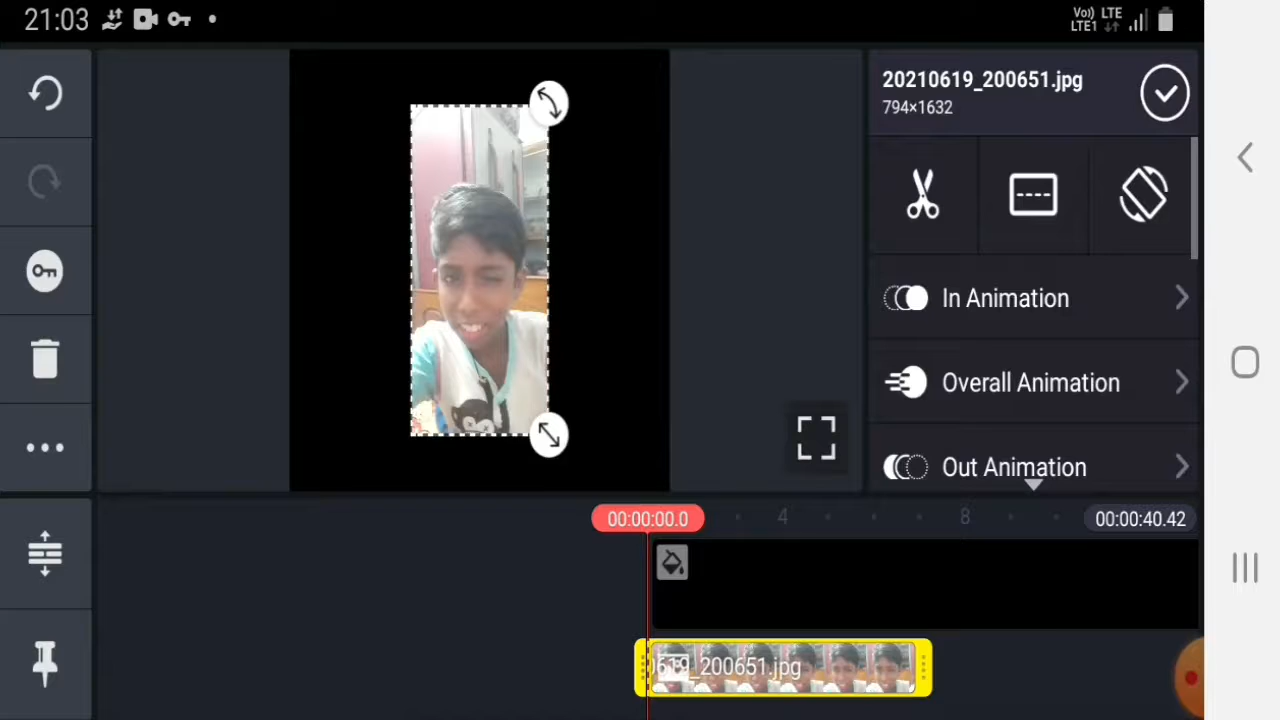 21:03
Vo) LTE
LTE1
20210619_200651.jpg
794×1632
In Animation
Overall Animation
Out Animation
00:00:00.0
4
8
00:00:40.42
0619_200651.jpg